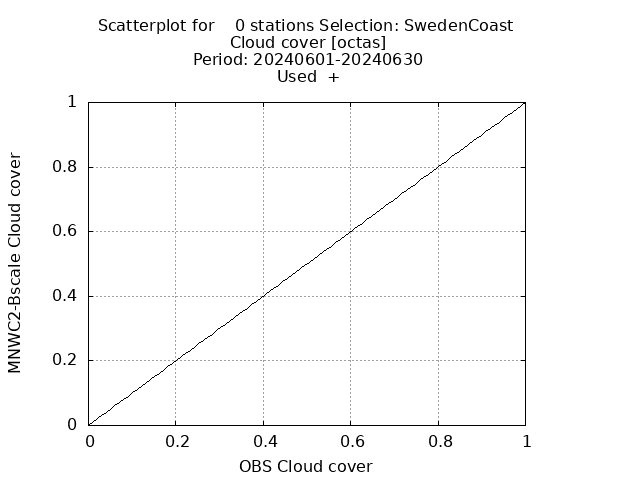 Scatterplot for    0 stations Selection: SwedenCoast
Cloud cover [octas]
Period: 20240601-20240630
Used  +
MNWC2-Bscale Cloud cover
1
0.8
0.6
0.4
0.2
0
0 0.2 0.4 0.6 0.8 1
OBS Cloud cover